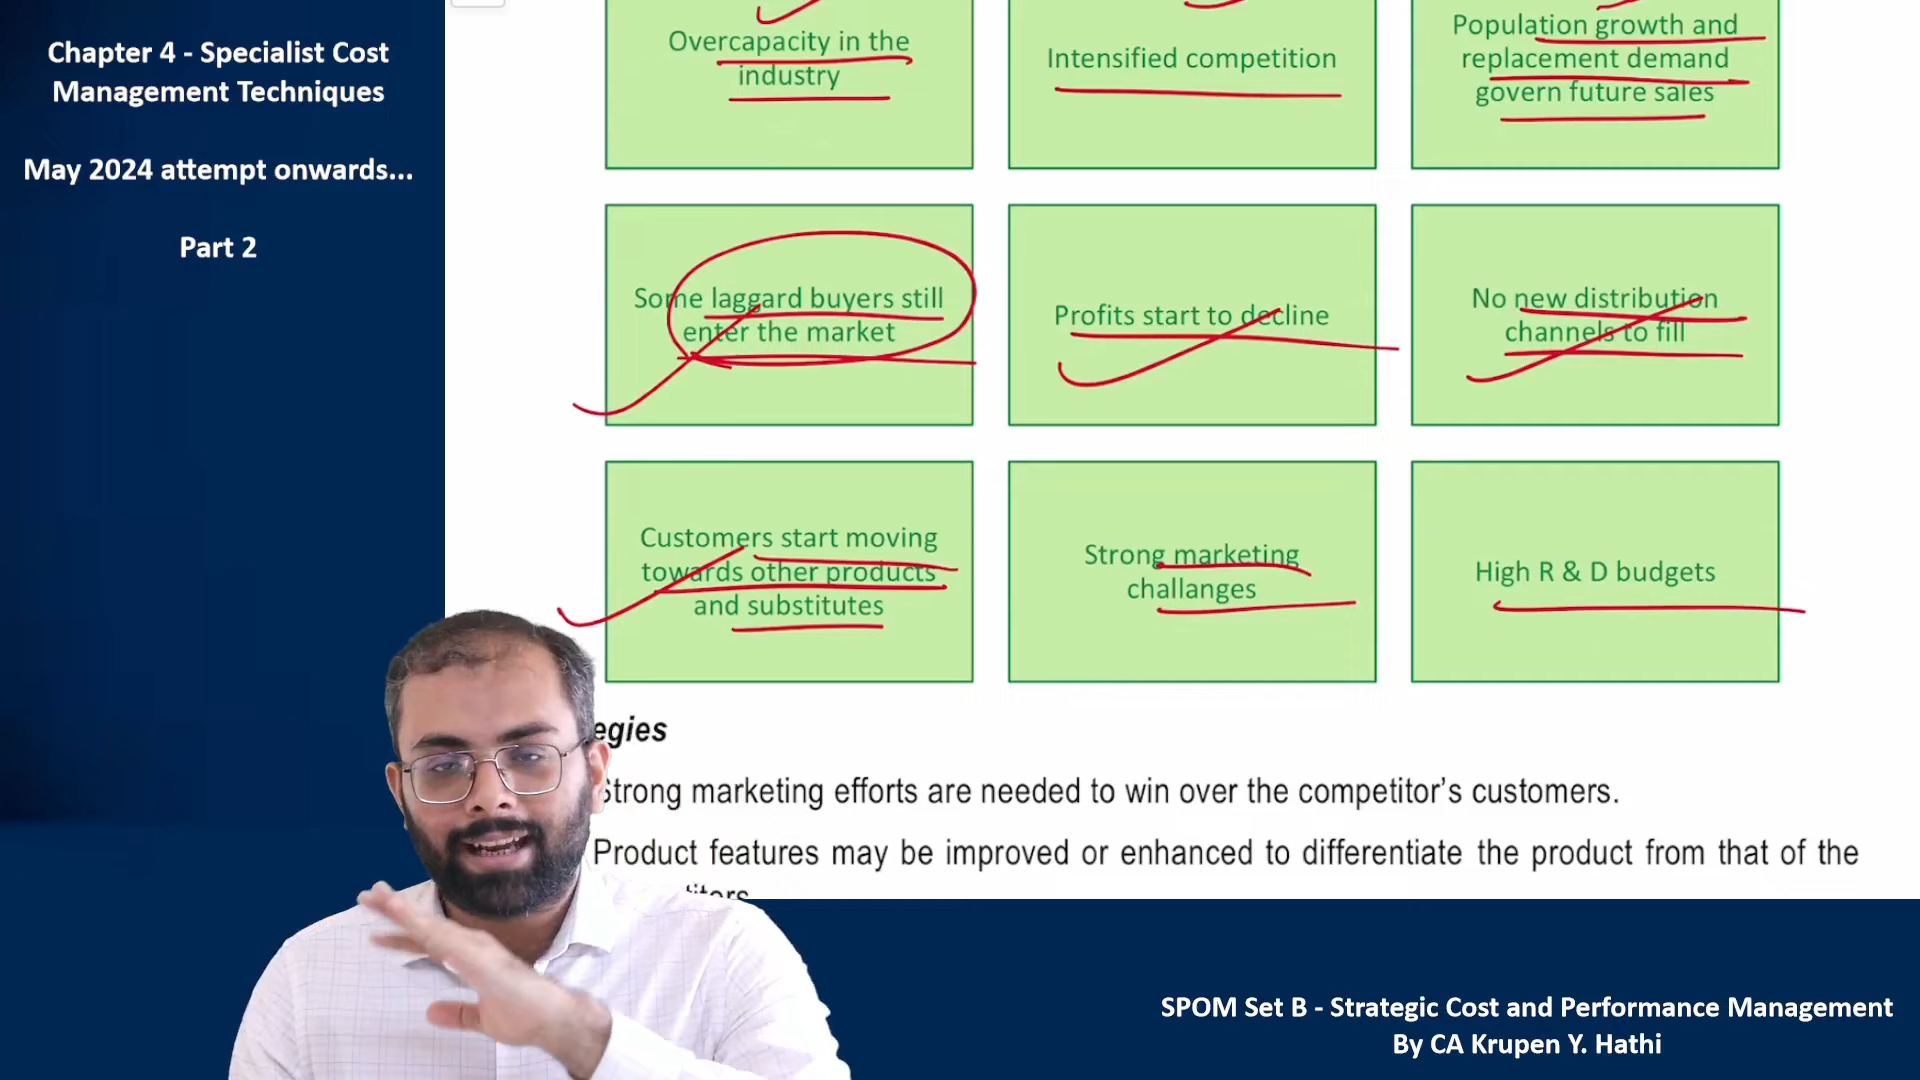 Chapter 4 - Specialist Cost
Management Techniques
May 2024 attempt onwards...
Part 2
Overcapacity in the
industry
Intensified competition
Population growth and
replacement demand
govern future sales
Some laggard buyers still
enter the market
Profits start to decline
No new distribution
channels to fill
Customers start moving
towards other products
and substitutes
Strong marketing
challanges
High R & D budgets
egies
Strong marketing efforts are needed to win over the competitor's customers.
Product features may be improved or enhanced to differentiate the product from that of the
SPOM Set B - Strategic Cost and Performance Management
By CA Krupen Y. Hathi